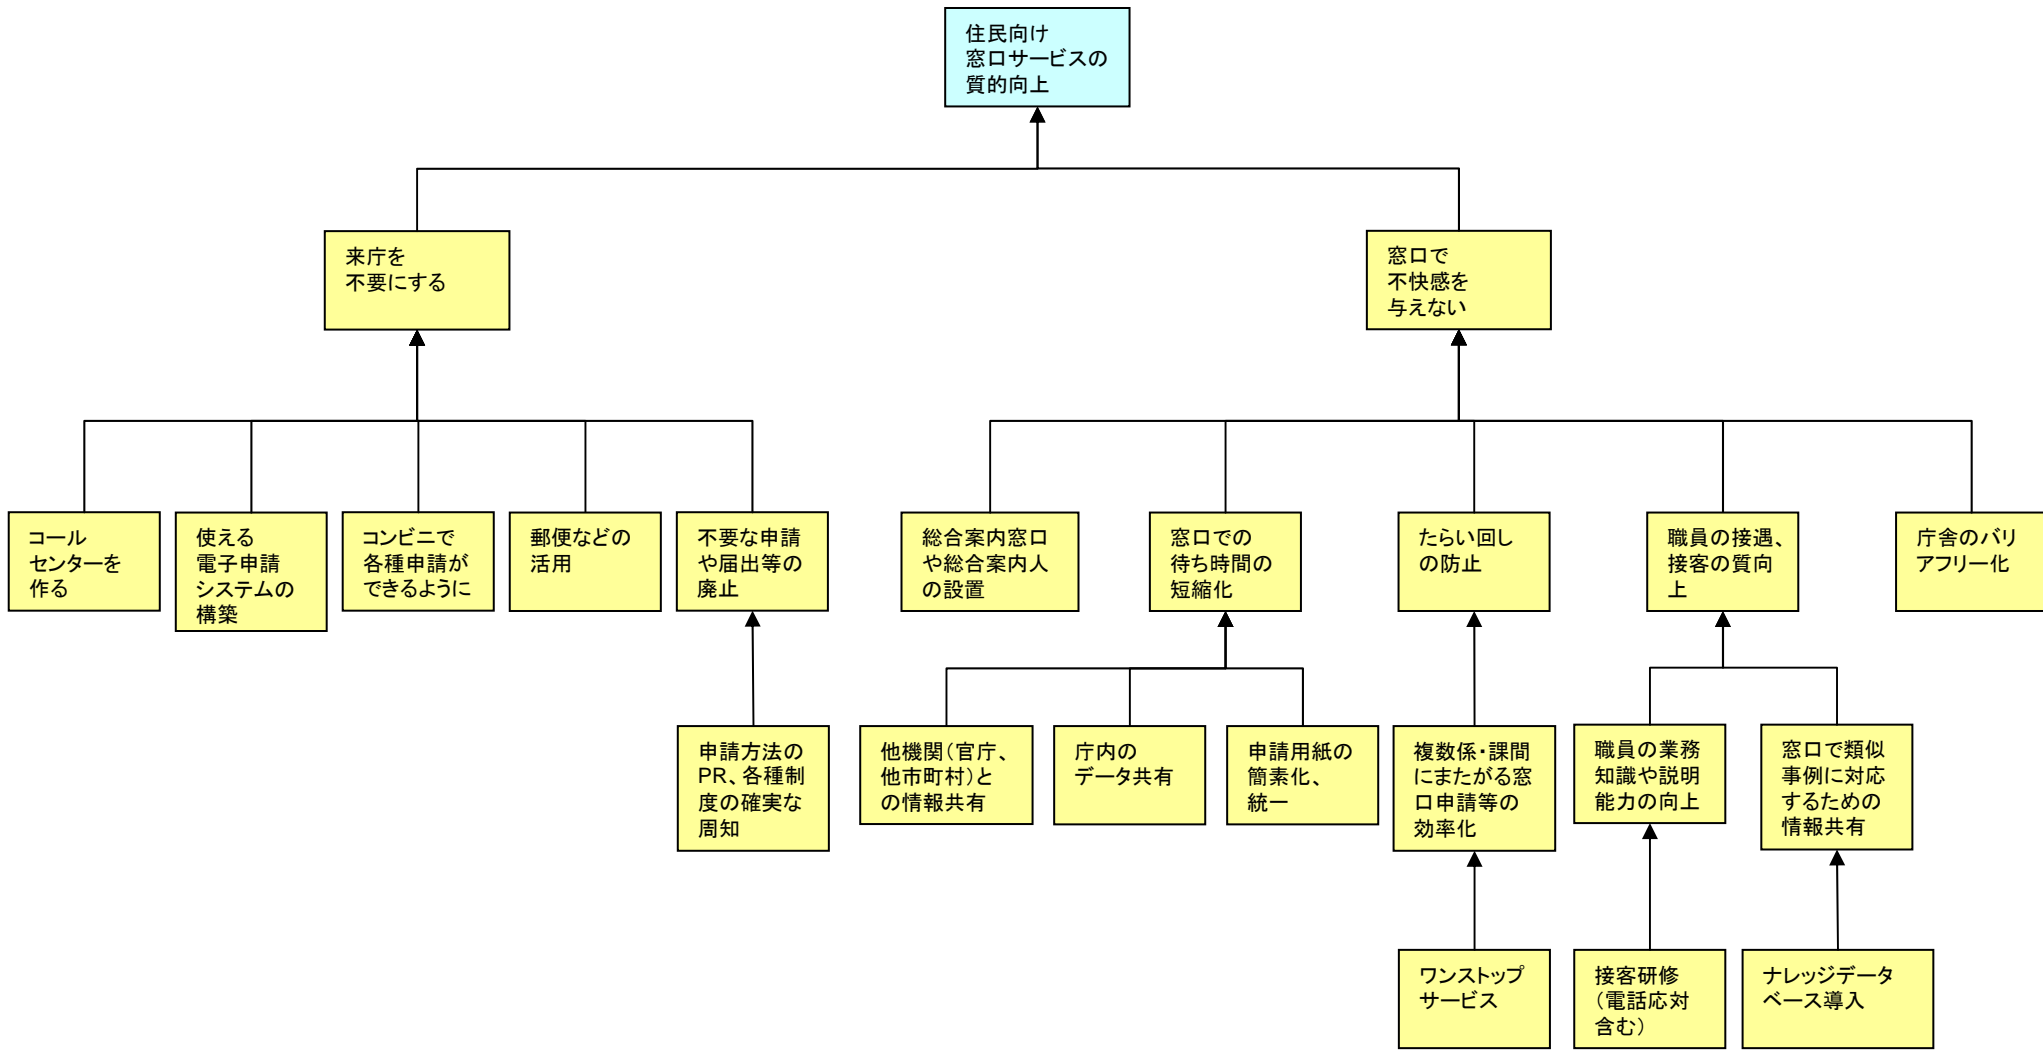 住民向け
窓口サービスの
質的向上
来庁を
不要にする
窓口で
不快感を
与えない
コール
センターを
作る
使える
電子申請
システムの
構築
コンビニで
各種申請が
できるように
郵便などの
活用
不要な申請
や届出等の
廃止
総合案内窓口
や総合案内人
の設置
窓口での
待ち時間の
短縮化
たらい回し
の防止
職員の接遇、
接客の質向
上
庁舎のバリ
アフリー化
申請方法の
PR、各種制
度の確実な
周知
他機関（官庁、
他市町村）と
の情報共有
庁内の
データ共有
申請用紙の
簡素化、
統一
複数係・課間
にまたがる窓
口申請等の
効率化
職員の業務
知識や説明
能力の向上
窓口で類似
事例に対応
するための
情報共有
ワンストップ
サービス
接客研修
（電話応対
含む）
ナレッジデータ
ベース導入